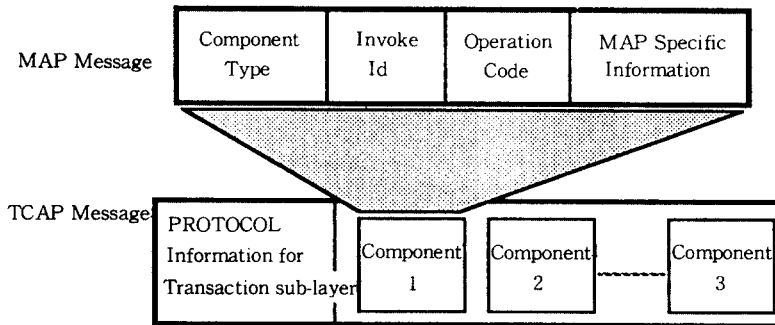 MAP Message
Component
Type
Invoke
Id
Operation
Code
MAP Specific
Information
TCAP Message
PROTOCOL
Information for
Transaction sub-layer
Component
1
Component
2
Component
3